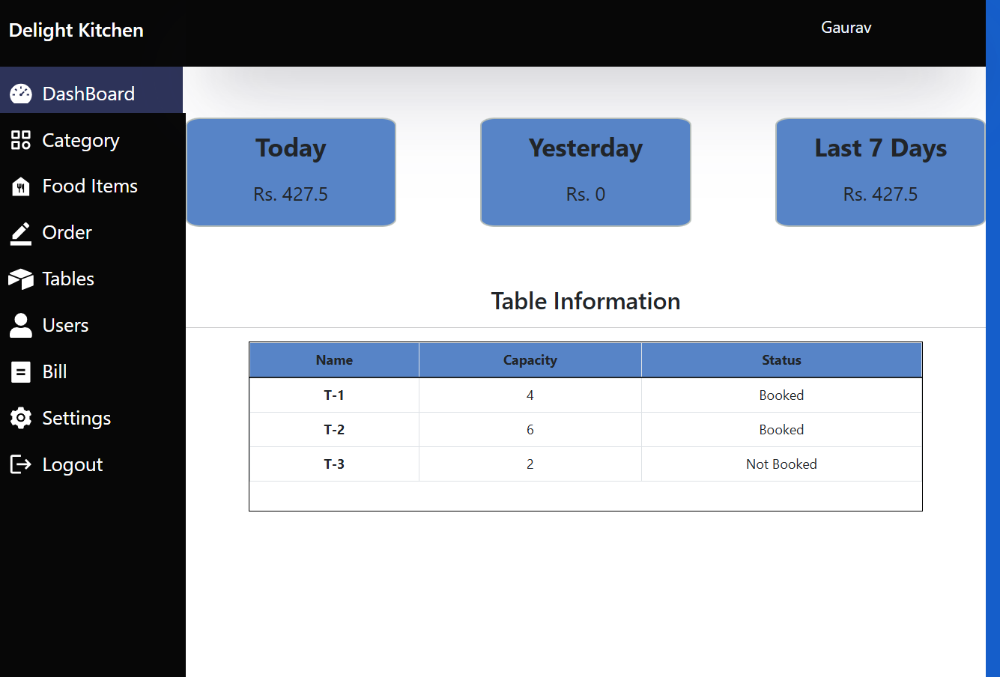 Delight Kitchen
Gaurav
DashBoard
Category
Food Items
Order
Tables
Users
Bill
Settings
Logout
Today
Rs. 427.5
Yesterday
Rs. 0
Last 7 Days
Rs. 427.5
Table Information
Name Capacity Status
T-1 4 Booked
T-2 6 Booked
T-3 2 Not Booked